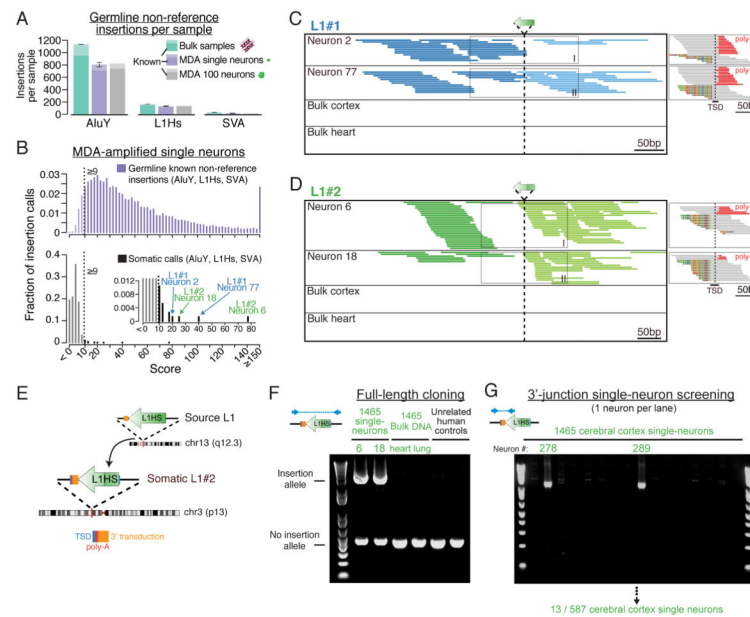 A
Germline non-reference
insertions per sample
Insertions
per sample
1200
1000
800
600
400
200
0
Known
Bulk samples
MDA single neurons
MDA 100 neurons
AluY
L1Hs
SVA
B
MDA-amplified single neurons
Fraction of insertion calls
0.03
0.02
0.01
0
≥9
Germline known non-reference
insertions (AluY, L1Hs, SVA)
0.4
0.3
0.2
0.1
0
≥9
Somatic calls (AluY, L1Hs, SVA)
0.012
0.008
0.004
0
L1#1
Neuron 2
L1#2
Neuron 18
L1#1
Neuron 77
L1#2
Neuron 6
< 0 10 20 30 40 50 60 70 80
< 0
10
20
40
60
80
100
120
140
≥150
Score
C
L1#1
Neuron 2
I
Neuron 77
II
Bulk cortex
Bulk heart
50bp
poly-
TSD
D
L1#2
Neuron 6
I
Neuron 18
II
Bulk cortex
Bulk heart
50bp
poly-
TSD
E
L1HS
Source L1
chr13 (q12.3)
L1HS
Somatic L1#2
chr3 (p13)
TSD
3' transduction
poly-A
F
Full-length cloning
L1HS
1465
single-
neurons
1465
Bulk DNA
Unrelated
human
controls
6 18 heart lung
Insertion
allele
No insertion
allele
G
3'-junction single-neuron screening
(1 neuron per lane)
L1HS
1465 cerebral cortex single-neurons
Neuron #: 278 289
13 / 587 cerebral cortex single neurons